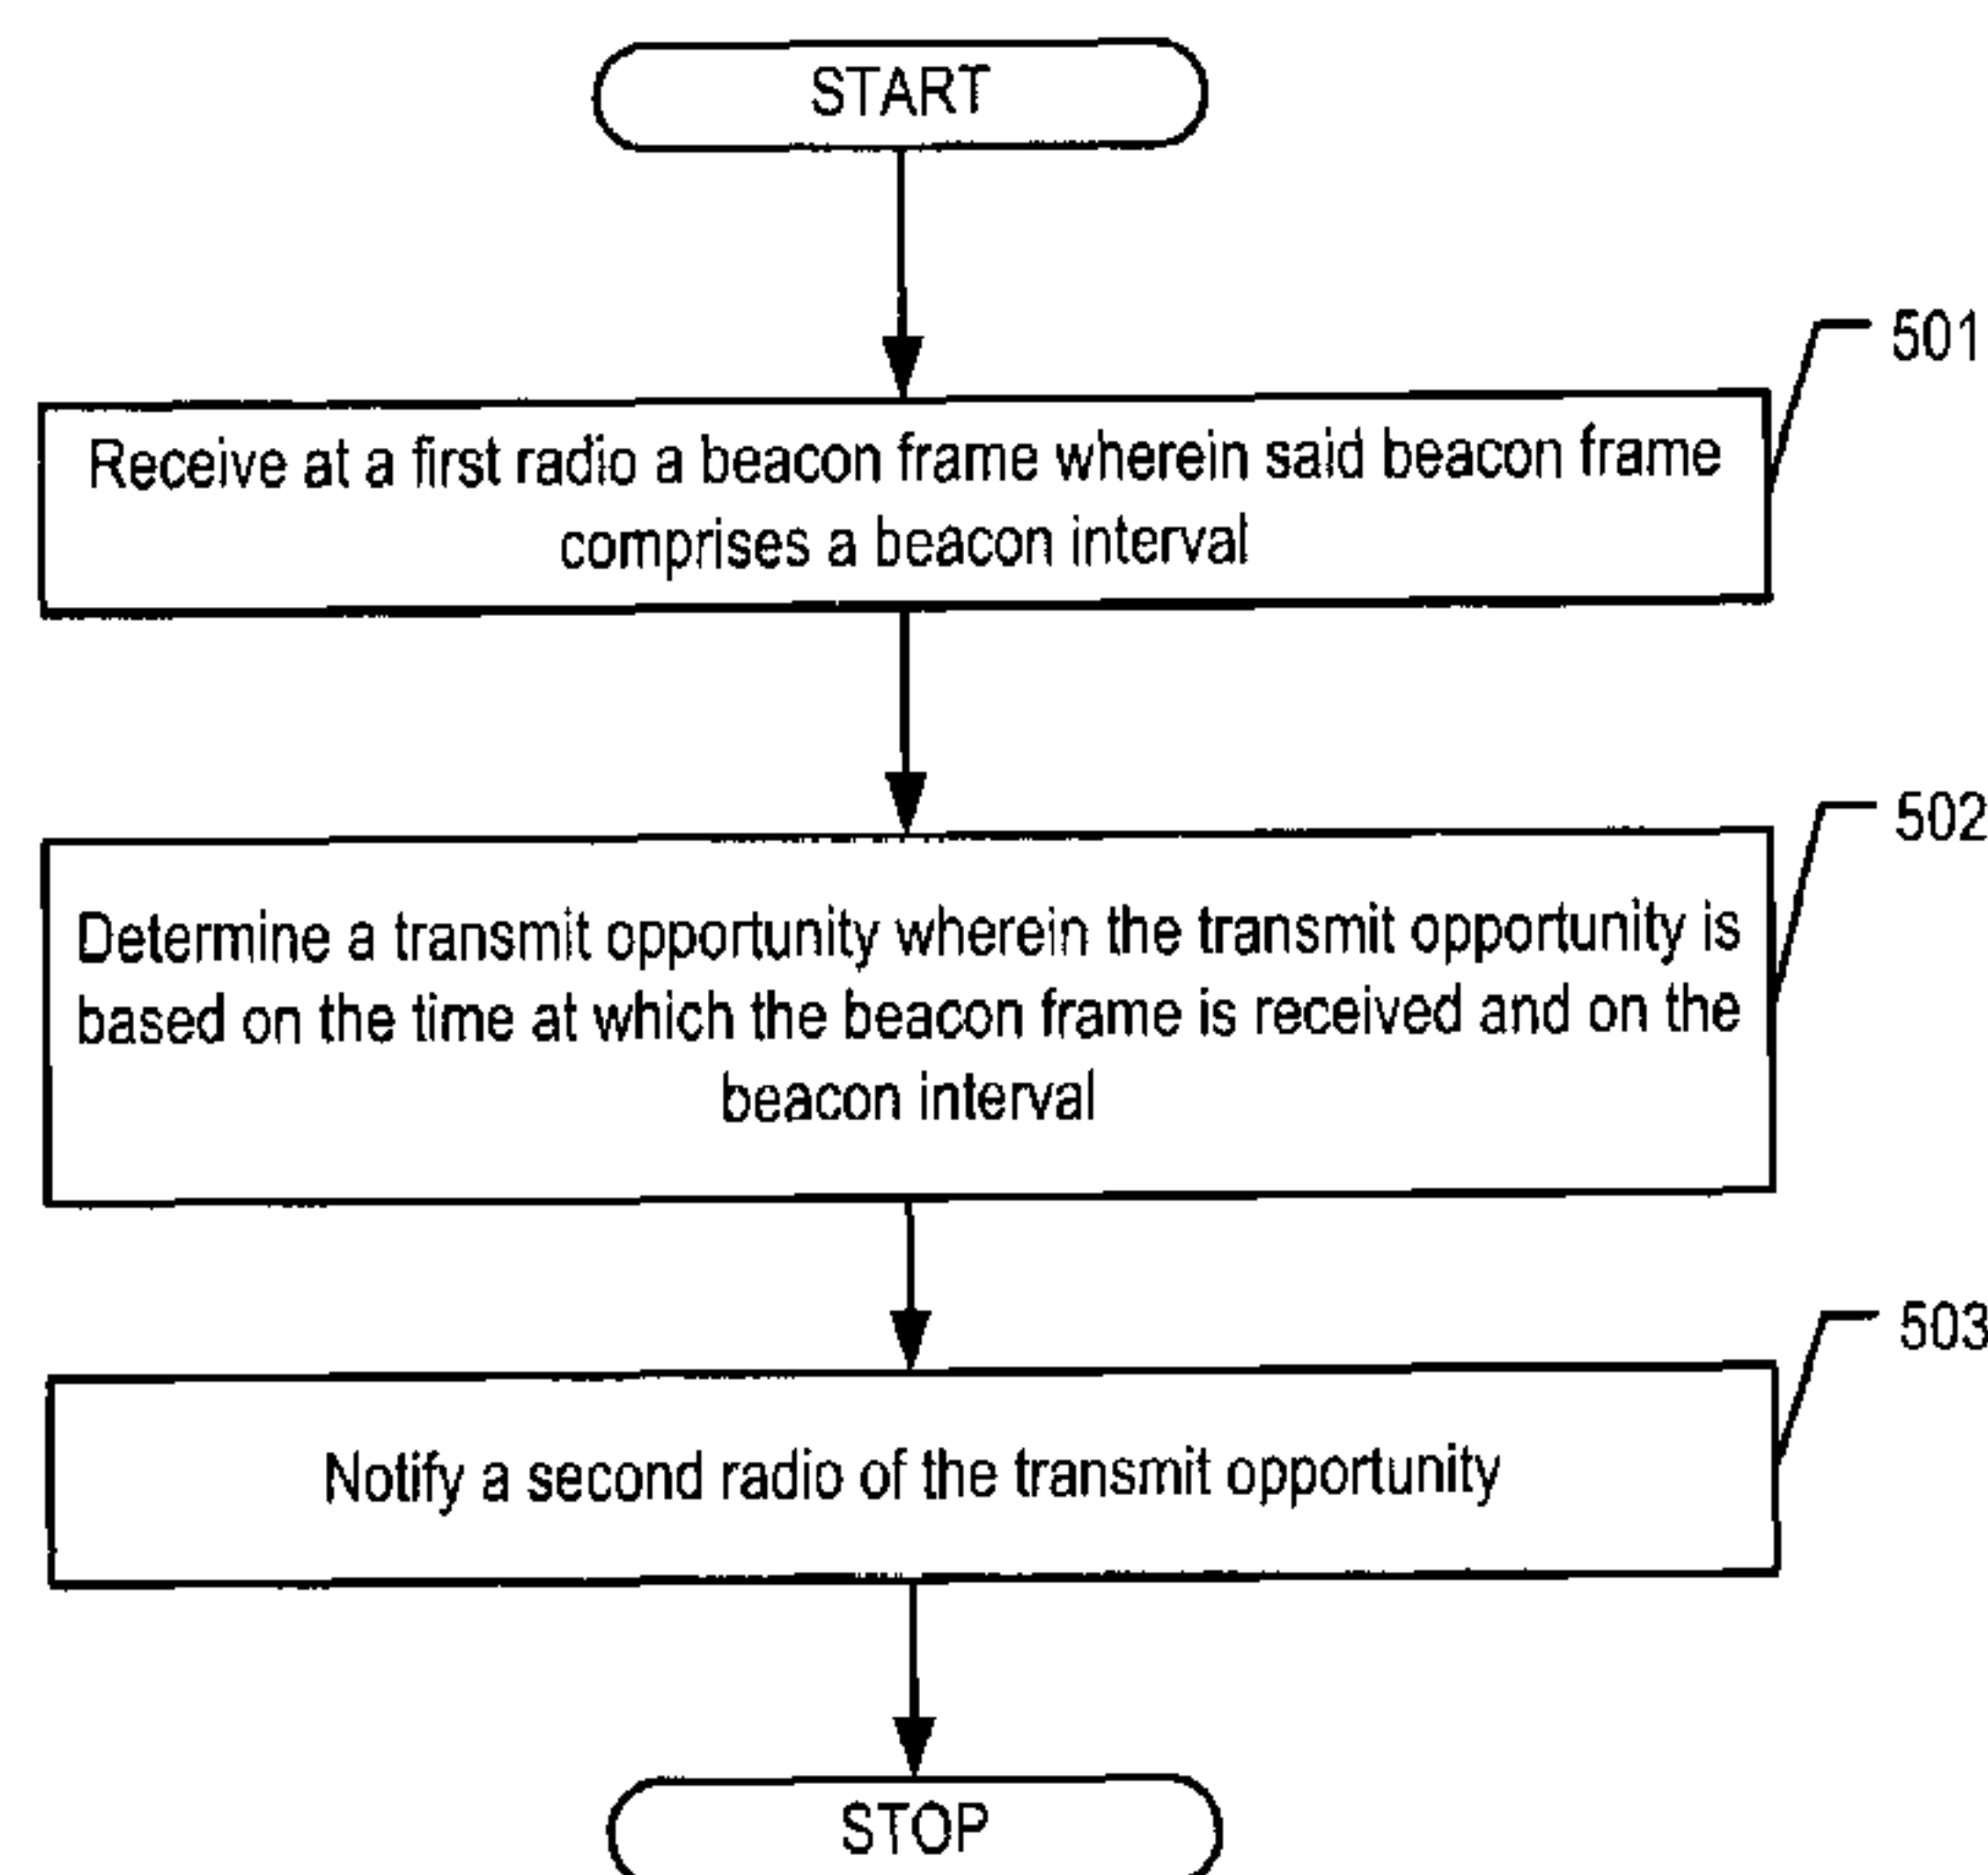 START
501
Receive at a first radio a beacon frame wherein said beacon frame
comprises a beacon interval
502
Determine a transmit opportunity wherein the transmit opportunity is
based on the time at which the beacon frame is received and on the
beacon interval
503
Notify a second radio of the transmit opportunity
STOP